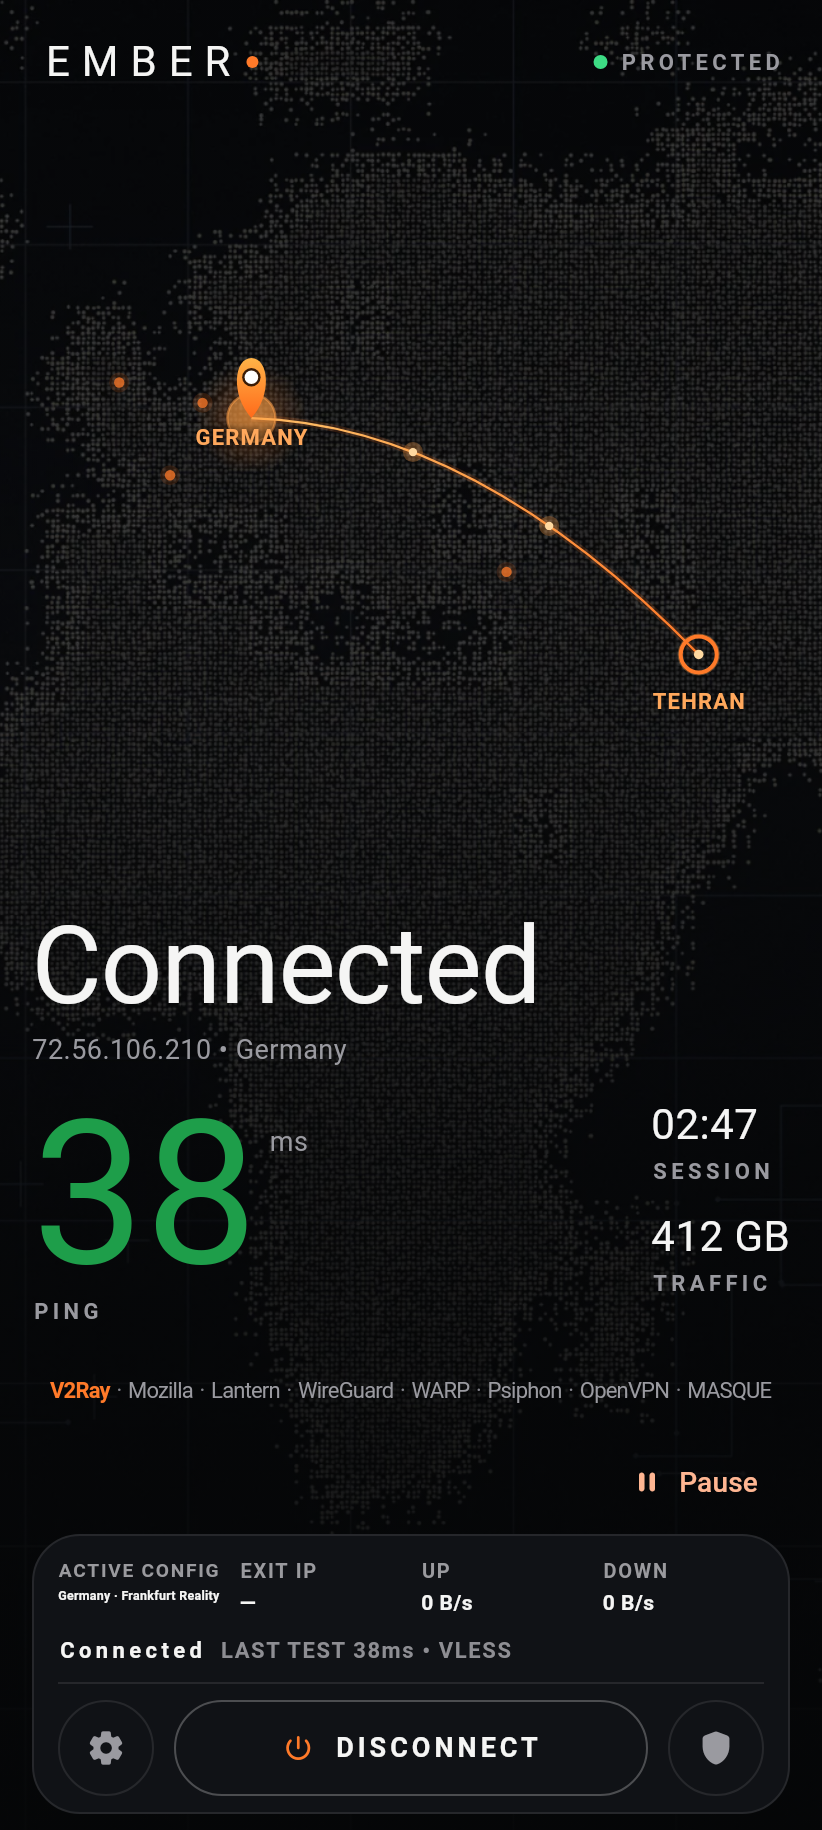 EMBER
PROTECTED
GERMANY
TEHRAN
Connected
72.56.106.210 • Germany
38 ms
PING
02:47
SESSION
412 GB
TRAFFIC
V2Ray · Mozilla · Lantern · WireGuard · WARP · Psiphon · OpenVPN · MASQUE
Pause
ACTIVE CONFIG EXIT IP UP DOWN
Germany · Frankfurt Reality – 0 B/s 0 B/s
Connected LAST TEST 38ms • VLESS
DISCONNECT